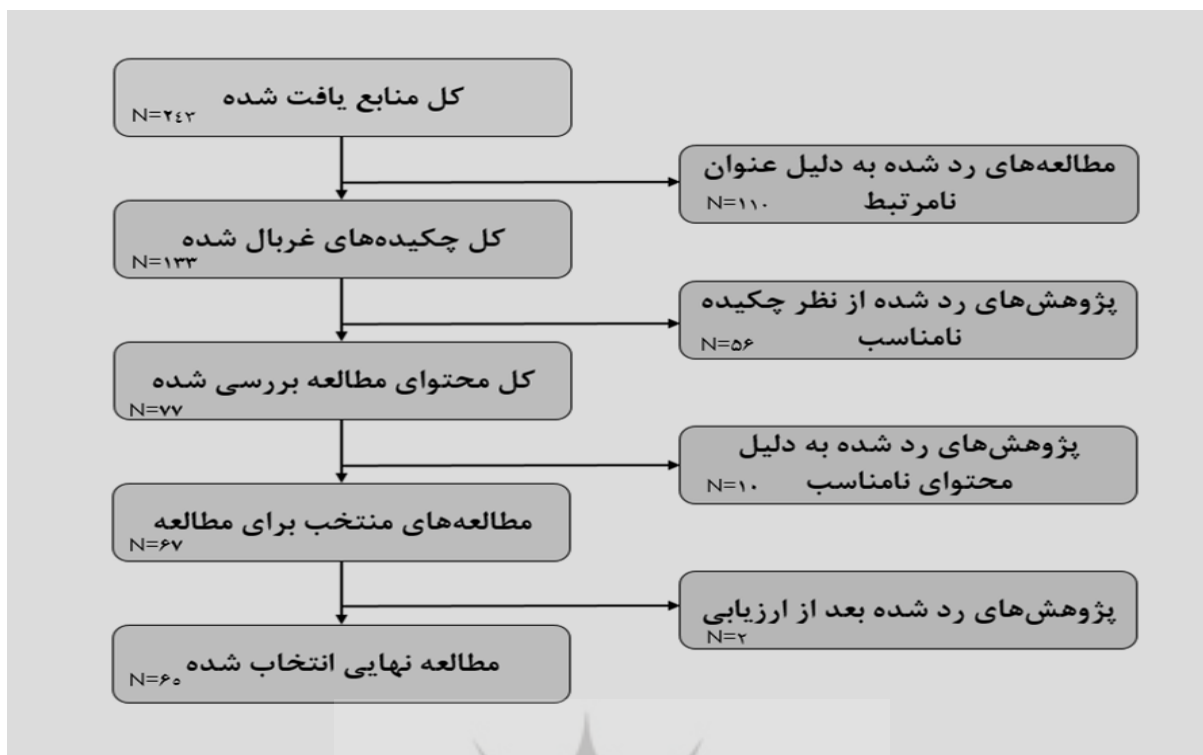 کل منابع یافت شده
N=۲٤۳
مطالعه‌های رد شده به دلیل عنوان
نامرتبط
N=۱۱۰
کل چکیده‌های غربال شده
N=۱۳۳
پژوهش‌های رد شده از نظر چکیده
نامناسب
N=۵۶
کل محتوای مطالعه بررسی شده
N=۷۷
پژوهش‌های رد شده به دلیل
محتوای نامناسب
N=۱۰
مطالعه‌های منتخب برای مطالعه
N=۶۷
پژوهش‌های رد شده بعد از ارزیابی
N=۲
مطالعه نهایی انتخاب شده
N=۶۵